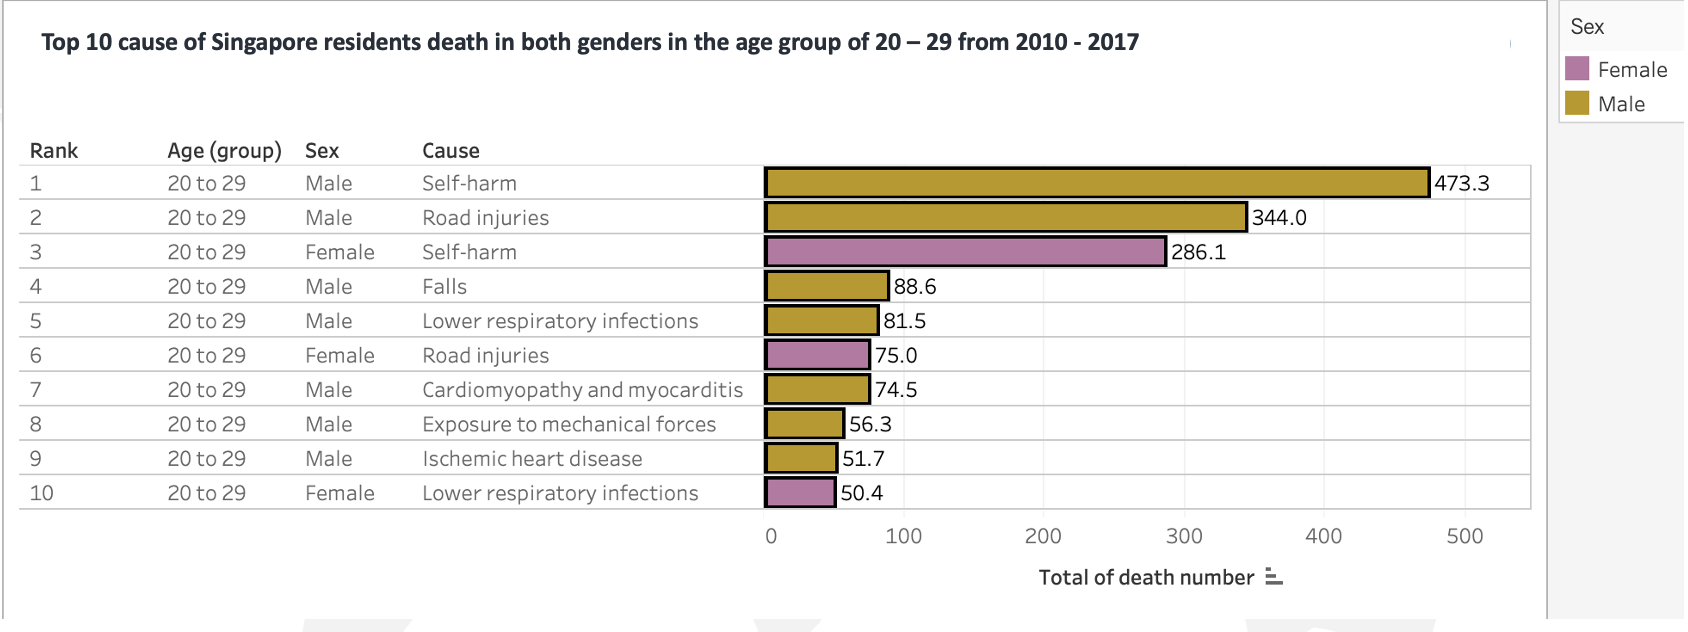 Top 10 cause of Singapore residents death in both genders in the age group of 20 – 29 from 2010 - 2017
Sex
Female
Male
Rank Age (group) Sex Cause
1 20 to 29 Male Self-harm 473.3
2 20 to 29 Male Road injuries 344.0
3 20 to 29 Female Self-harm 286.1
4 20 to 29 Male Falls 88.6
5 20 to 29 Male Lower respiratory infections 81.5
6 20 to 29 Female Road injuries 75.0
7 20 to 29 Male Cardiomyopathy and myocarditis 74.5
8 20 to 29 Male Exposure to mechanical forces 56.3
9 20 to 29 Male Ischemic heart disease 51.7
10 20 to 29 Female Lower respiratory infections 50.4
0 100 200 300 400 500
Total of death number